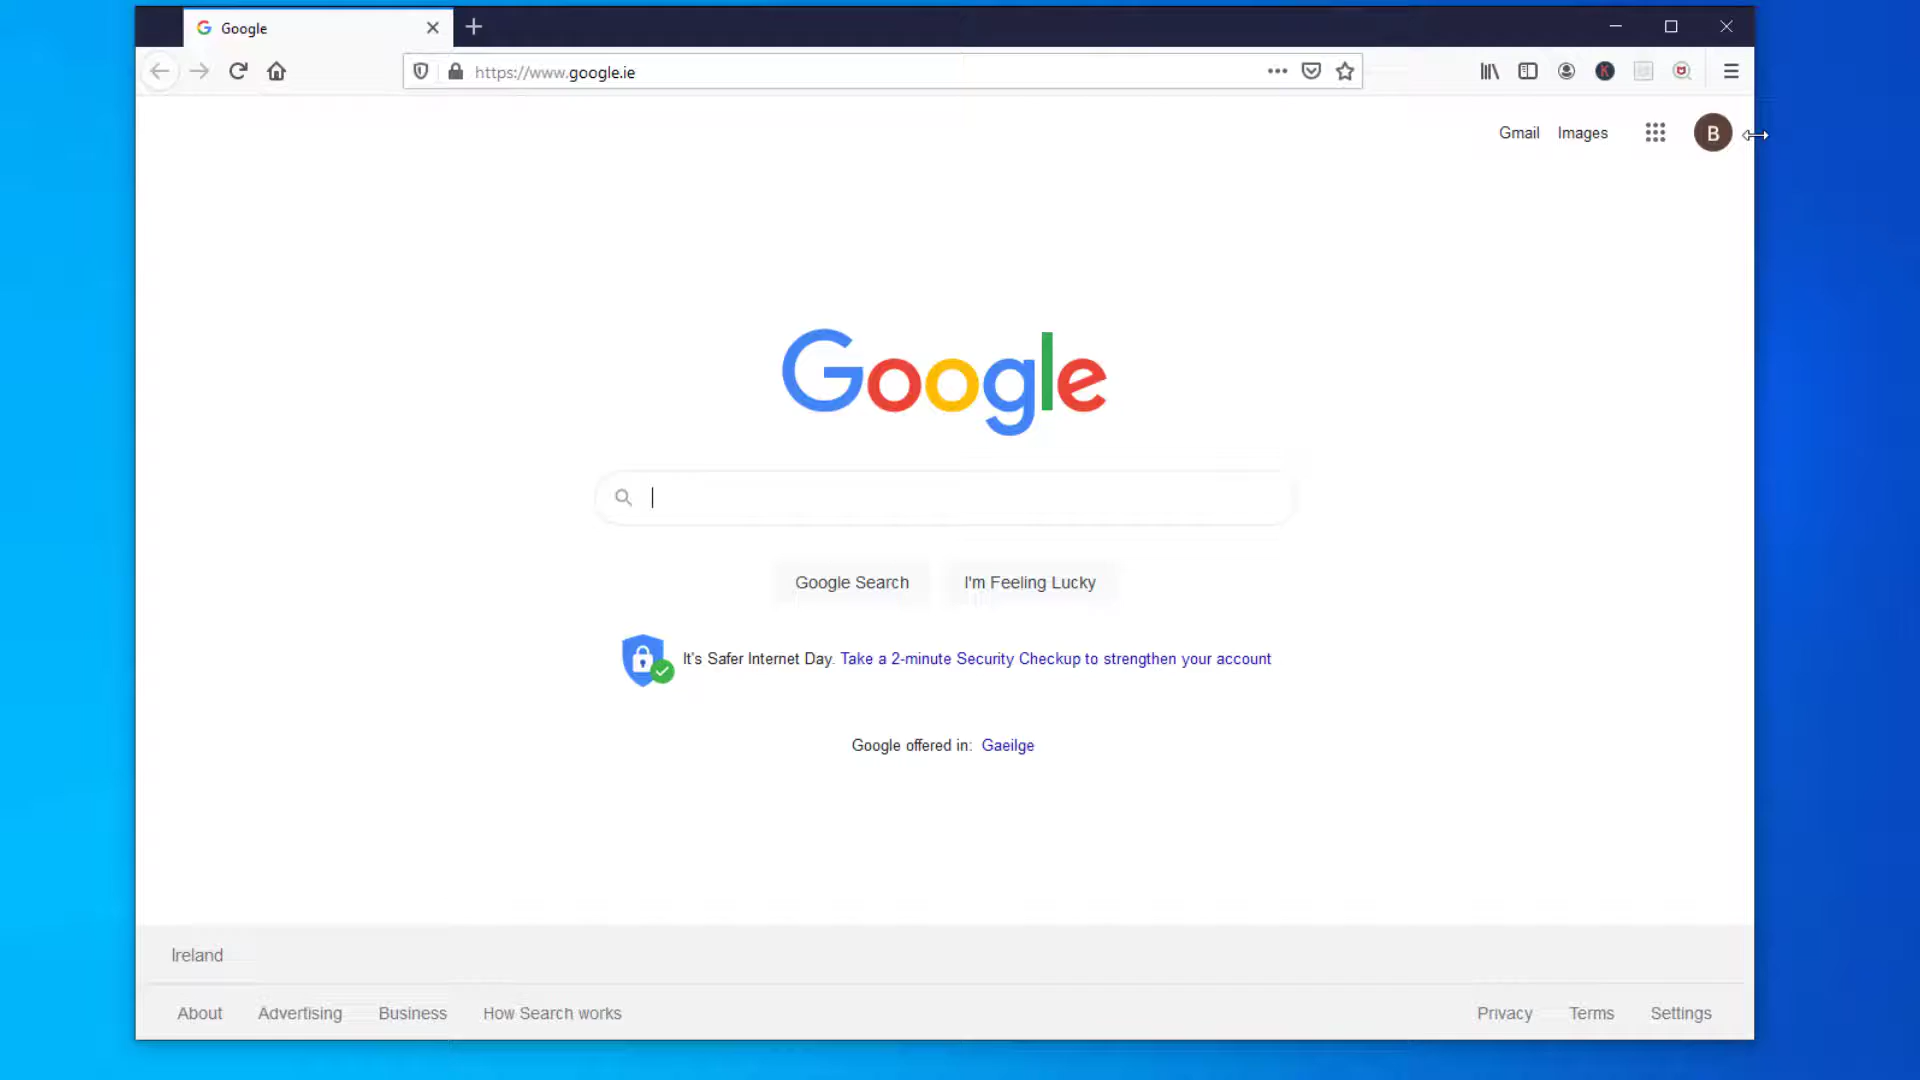 Google
https://www.google.ie
Gmail Images
B
Google
Google Search I'm Feeling Lucky
It's Safer Internet Day. Take a 2-minute Security Checkup to strengthen your account
Google offered in: Gaeilge
Ireland
About Advertising Business How Search works Privacy Terms Settings